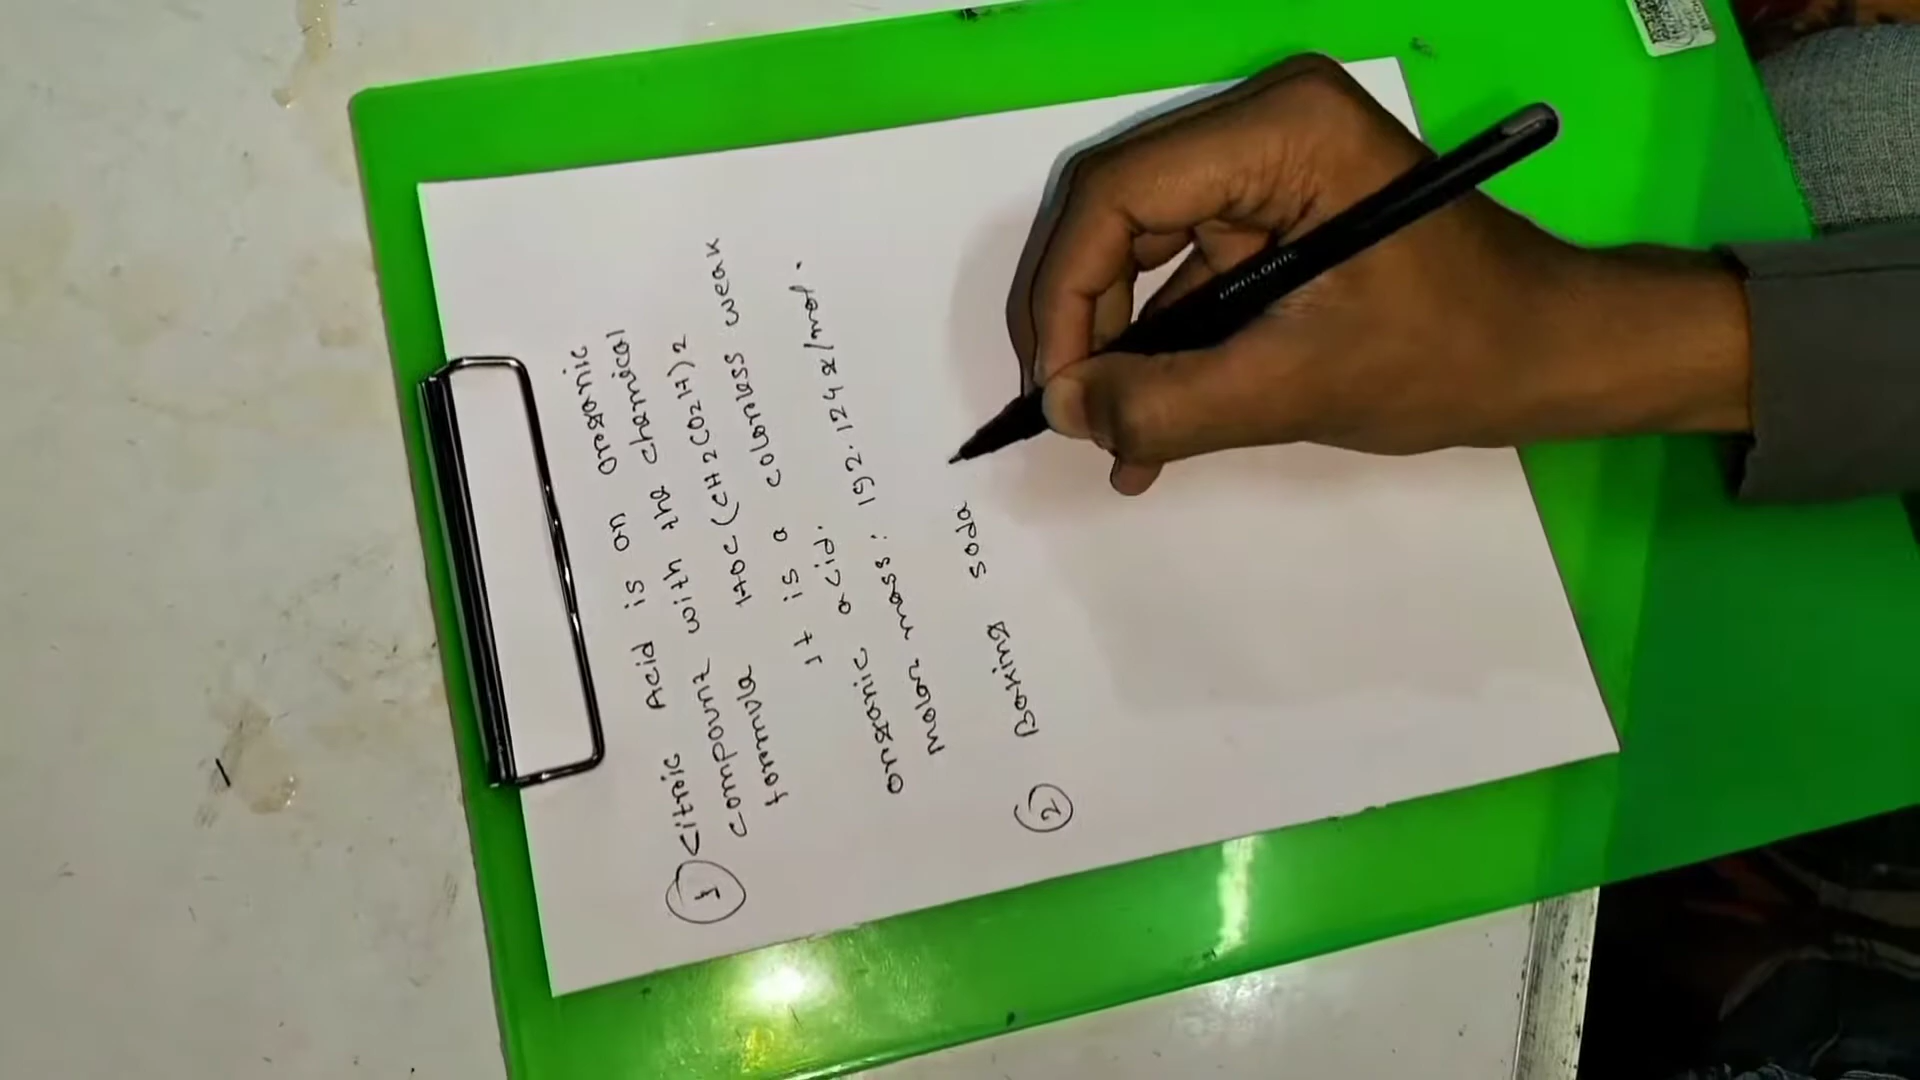 ① Citric Acid is an organic
compount with the chamical
formula HOC(CH2CO2H)2
It is a colorless weak
organic acid.
Molar mass: 192.124 g/mol.
② Baking soda